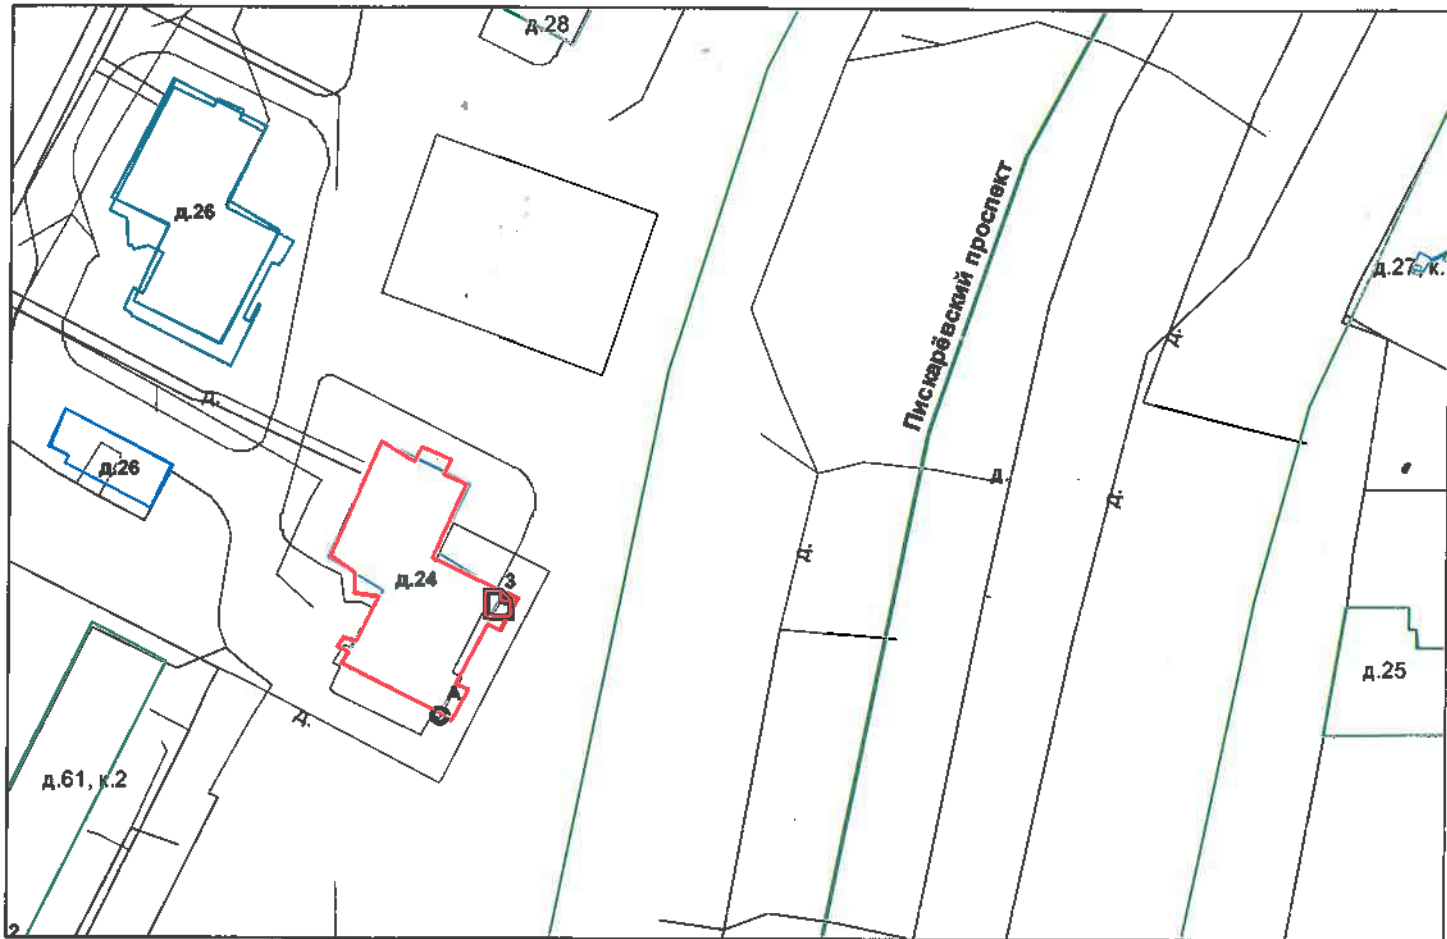 д.28
д.26
Пискарёвский проспект
д.27, к.
Д.
Д.
д.26
Д.
Д.
Д.
д.24
3
д.25
А
Д.
д.61, к.2
2